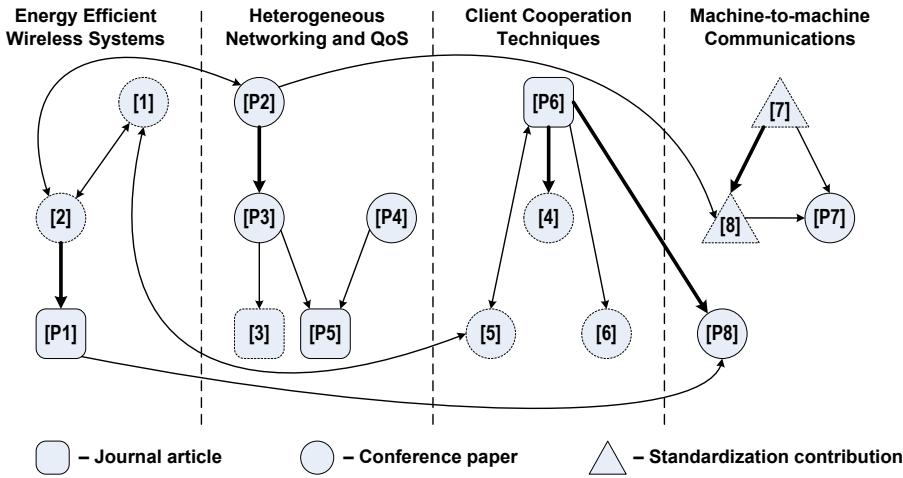 Energy Efficient
Wireless Systems
Heterogeneous
Networking and QoS
Client Cooperation
Techniques
Machine-to-machine
Communications
[1]
[P2]
[P6]
[7]
[2]
[P3]
[P4]
[4]
[8]
[P7]
[P1]
[3]
[P5]
[5]
[6]
[P8]
– Journal article
– Conference paper
– Standardization contribution